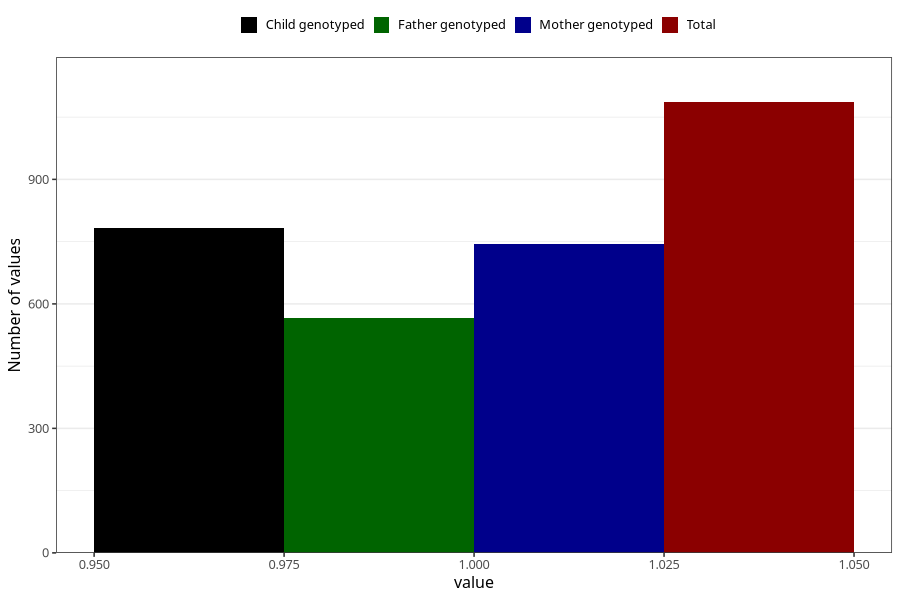 Child genotyped Father genotyped Mother genotyped Total
Number of values
900
600
300
0
0.950 0.975 1.000 1.025 1.050
value